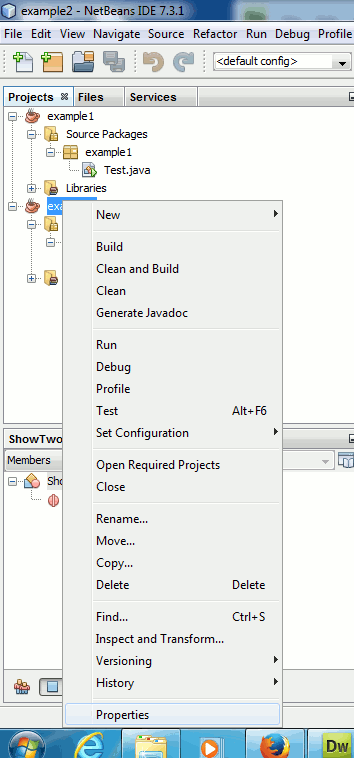 example2 - NetBeans IDE 7.3.1
File Edit View Navigate Source Refactor Run Debug Profile
<default config>
Projects Files Services
example1
Source Packages
example1
Test.java
Libraries
New
Build
Clean and Build
Clean
Generate Javadoc
Run
Debug
Profile
Test Alt+F6
Set Configuration
Open Required Projects
Close
Rename...
Move...
Copy...
Delete Delete
Find... Ctrl+S
Inspect and Transform...
Versioning
History
Properties
ShowTwo
Members
Sho
Dw